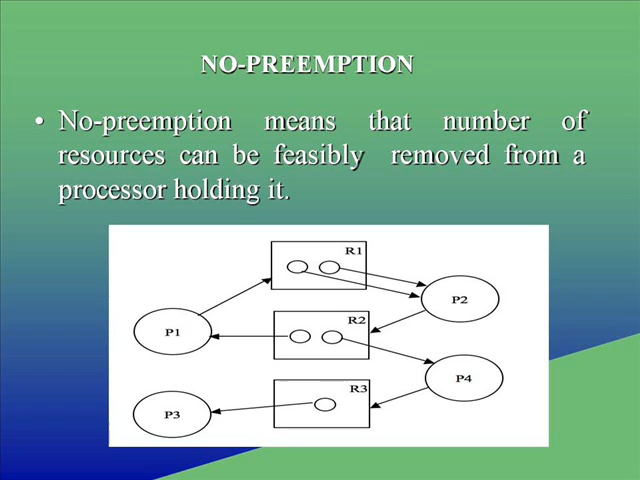 NO-PREEMPTION
• No-preemption means that number of
resources can be feasibly removed from a
processor holding it.
R1
P2
R2
P1
P4
R3
P3